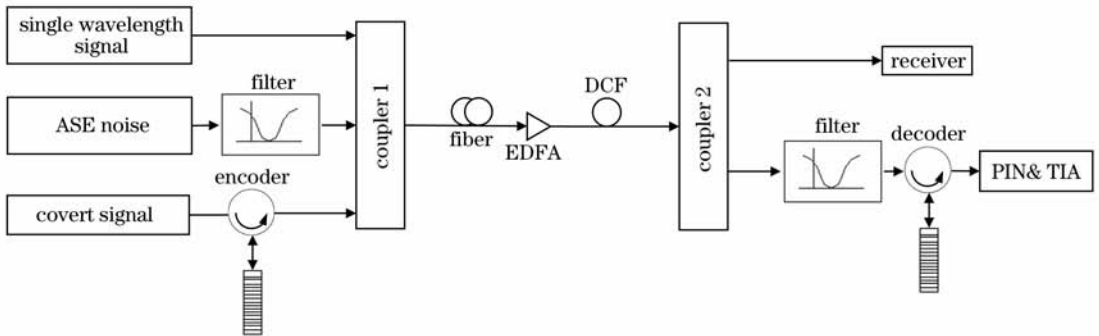 single wavelength
signal
filter
ASE noise
encoder
covert signal
coupler 1
fiber
EDFA
DCF
coupler 2
receiver
filter
decoder
PIN& TIA